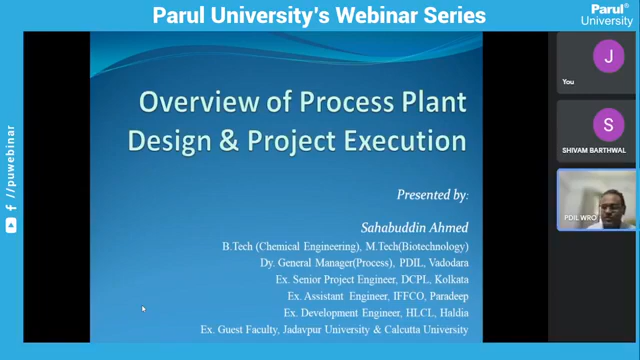 Parul University's Webinar Series
Parul®
University
Overview of Process Plant
Design & Project Execution
Presented by:
Sahabuddin Ahmed
B.Tech (Chemical Engineering), M.Tech(Biotechnology)
Dy. General Manager(Process), PDIL, Vadodara
Ex. Senior Project Engineer, DCPL, Kolkata
Ex. Assistant Engineer, IFFCO, Paradeep
Ex. Development Engineer, HLCL, Haldia
Ex. Guest Faculty, Jadavpur University & Calcutta University
J
You
S
SHIVAM BARTHWAL
PDIL WRO
/puwebinar